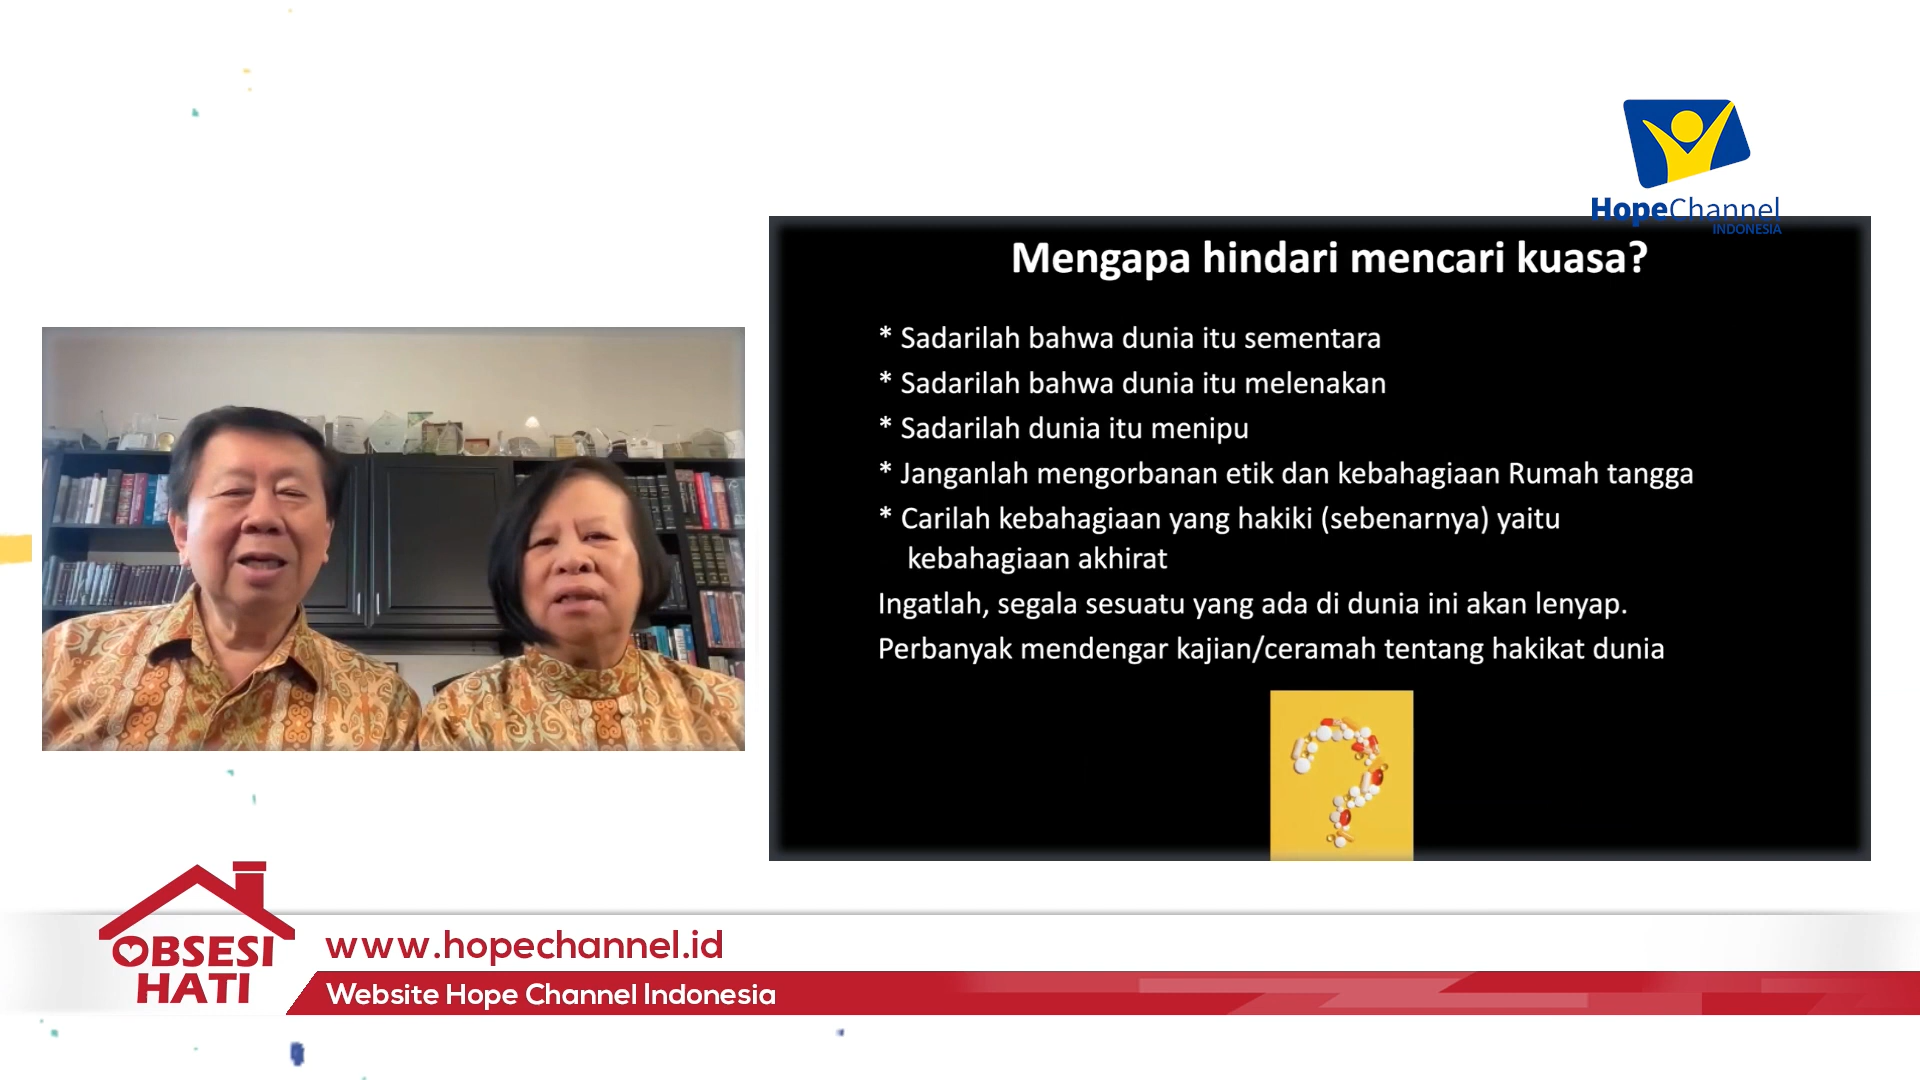 HopeChannel
INDONESIA
Mengapa hindari mencari kuasa?
* Sadarilah bahwa dunia itu sementara
* Sadarilah bahwa dunia itu melenakan
* Sadarilah dunia itu menipu
* Janganlah mengorbanan etik dan kebahagiaan Rumah tangga
* Carilah kebahagiaan yang hakiki (sebenarnya) yaitu
kebahagiaan akhirat
Ingatlah, segala sesuatu yang ada di dunia ini akan lenyap.
Perbanyak mendengar kajian/ceramah tentang hakikat dunia
OBSESI
HATI
www.hopechannel.id
Website Hope Channel Indonesia